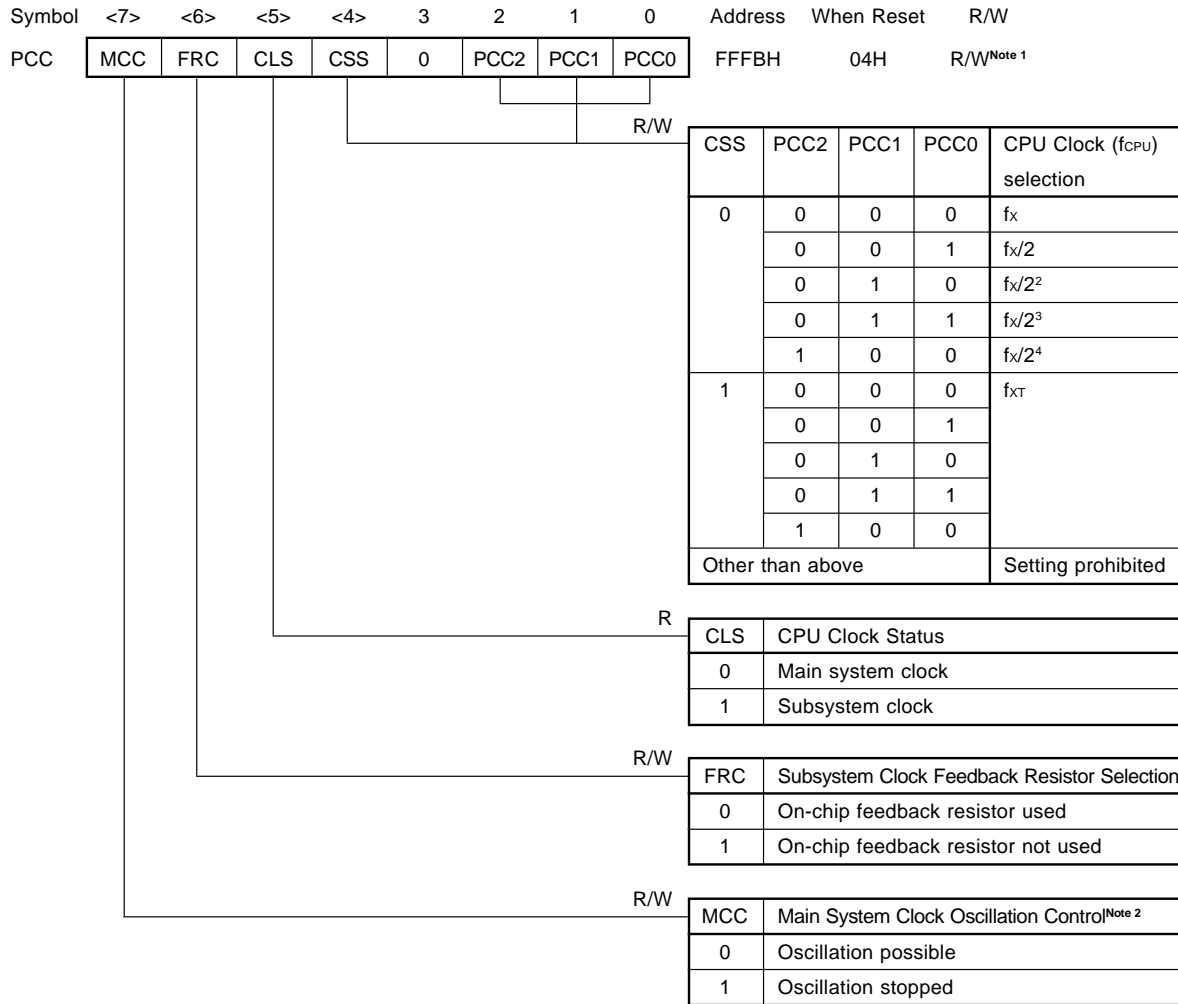 Symbol <7> <6> <5> <4> 3 2 1 0 Address When Reset R/W
PCC MCC FRC CLS CSS 0 PCC2 PCC1 PCC0 FFFBH 04H R/WNote 1
R/W
CSS PCC2 PCC1 PCC0 CPU Clock (fCPU)
selection
0 0 0 0 fX
0 0 1 fX/2
0 1 0 fX/2²
0 1 1 fX/2³
1 0 0 fX/2⁴
1 0 0 0 fXT
0 0 1
0 1 0
0 1 1
1 0 0
Other than above Setting prohibited
R
CLS CPU Clock Status
0 Main system clock
1 Subsystem clock
R/W
FRC Subsystem Clock Feedback Resistor Selection
0 On-chip feedback resistor used
1 On-chip feedback resistor not used
R/W
MCC Main System Clock Oscillation ControlNote 2
0 Oscillation possible
1 Oscillation stopped